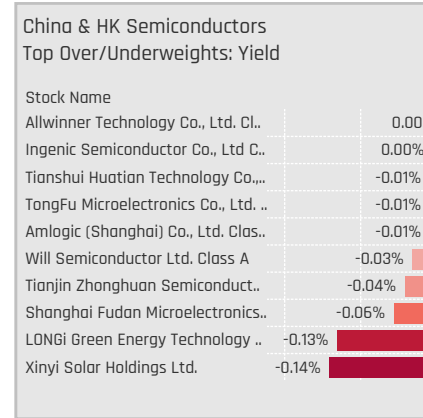 China & HK Semiconductors
Top Over/Underweights: Yield
Stock Name
Allwinner Technology Co., Ltd. Cl.. 0.00
Ingenic Semiconductor Co., Ltd C.. 0.00%
Tianshui Huatian Technology Co.,.. -0.01%
TongFu Microelectronics Co., Ltd. .. -0.01%
Amlogic (Shanghai) Co., Ltd. Clas.. -0.01%
Will Semiconductor Ltd. Class A -0.03%
Tianjin Zhonghuan Semiconduct.. -0.04%
Shanghai Fudan Microelectronics.. -0.06%
LONGi Green Energy Technology .. -0.13%
Xinyi Solar Holdings Ltd. -0.14%